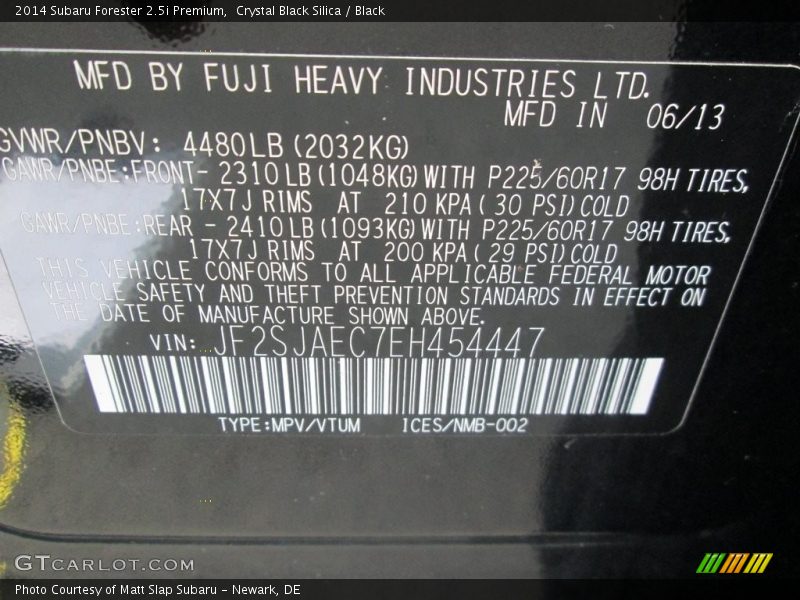 2014 Subaru Forester 2.5i Premium,  Crystal Black Silica / Black
MFD BY FUJI HEAVY INDUSTRIES LTD.
MFD IN 06/13
GVWR/PNBV: 4480LB (2032KG)
GAWR/PNBE:FRONT- 2310LB(1048KG)WITH P225/60R17 98H TIRES,
17X7J RIMS AT 210 KPA( 30 PSI)COLD
GAWR/PNBE:REAR - 2410LB(1093KG)WITH P225/60R17 98H TIRES,
17X7J RIMS AT 200 KPA( 29 PSI)COLD
THIS VEHICLE CONFORMS TO ALL APPLICABLE FEDERAL MOTOR
VEHICLE SAFETY AND THEFT PREVENTION STANDARDS IN EFFECT ON
THE DATE OF MANUFACTURE SHOWN ABOVE.
VIN: JF2SJAEC7EH454447
TYPE:MPV/VTUM ICES/NMB-002
GTCARLOT.COM
Photo Courtesy of Matt Slap Subaru - Newark, DE